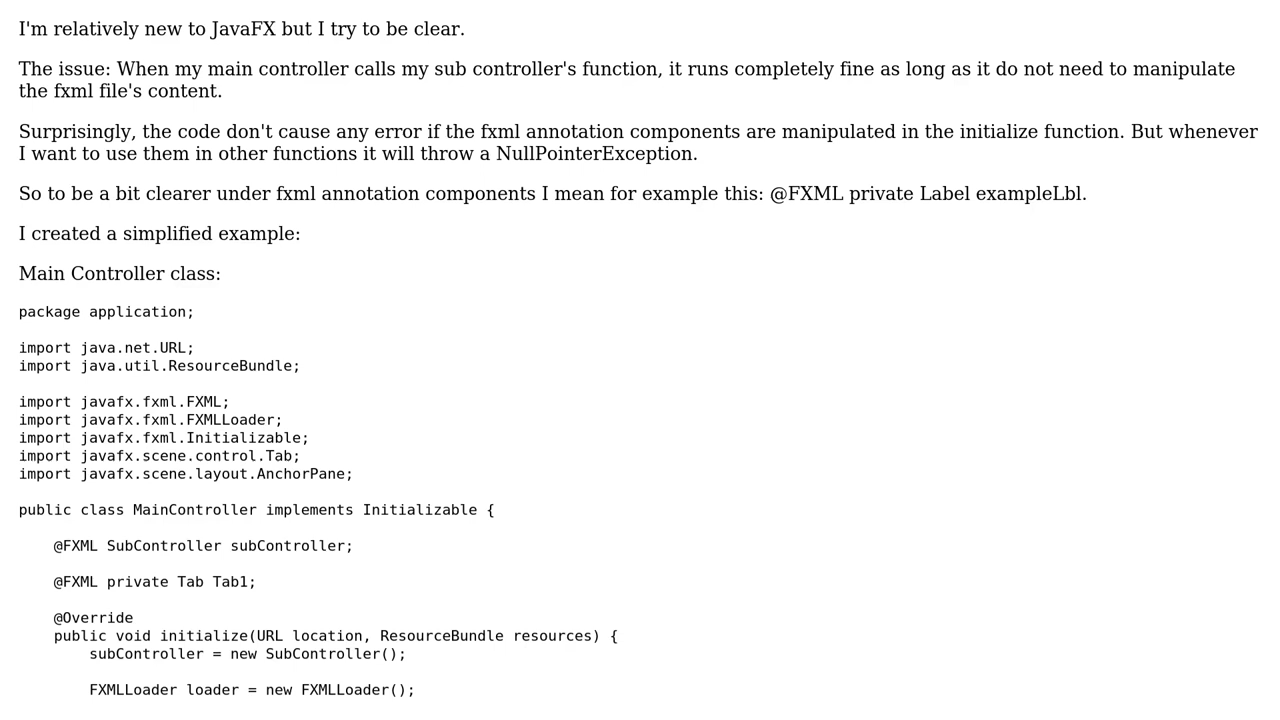 I'm relatively new to JavaFX but I try to be clear.
The issue: When my main controller calls my sub controller's function, it runs completely fine as long as it do not need to manipulate
the fxml file's content.
Surprisingly, the code don't cause any error if the fxml annotation components are manipulated in the initialize function. But whenever
I want to use them in other functions it will throw a NullPointerException.
So to be a bit clearer under fxml annotation components I mean for example this: @FXML private Label exampleLbl.
I created a simplified example:
Main Controller class:
package application;
import java.net.URL;
import java.util.ResourceBundle;
import javafx.fxml.FXML;
import javafx.fxml.FXMLLoader;
import javafx.fxml.Initializable;
import javafx.scene.control.Tab;
import javafx.scene.layout.AnchorPane;
public class MainController implements Initializable {
    @FXML SubController subController;
    @FXML private Tab Tab1;
    @Override
    public void initialize(URL location, ResourceBundle resources) {
        subController = new SubController();
        FXMLLoader loader = new FXMLLoader();